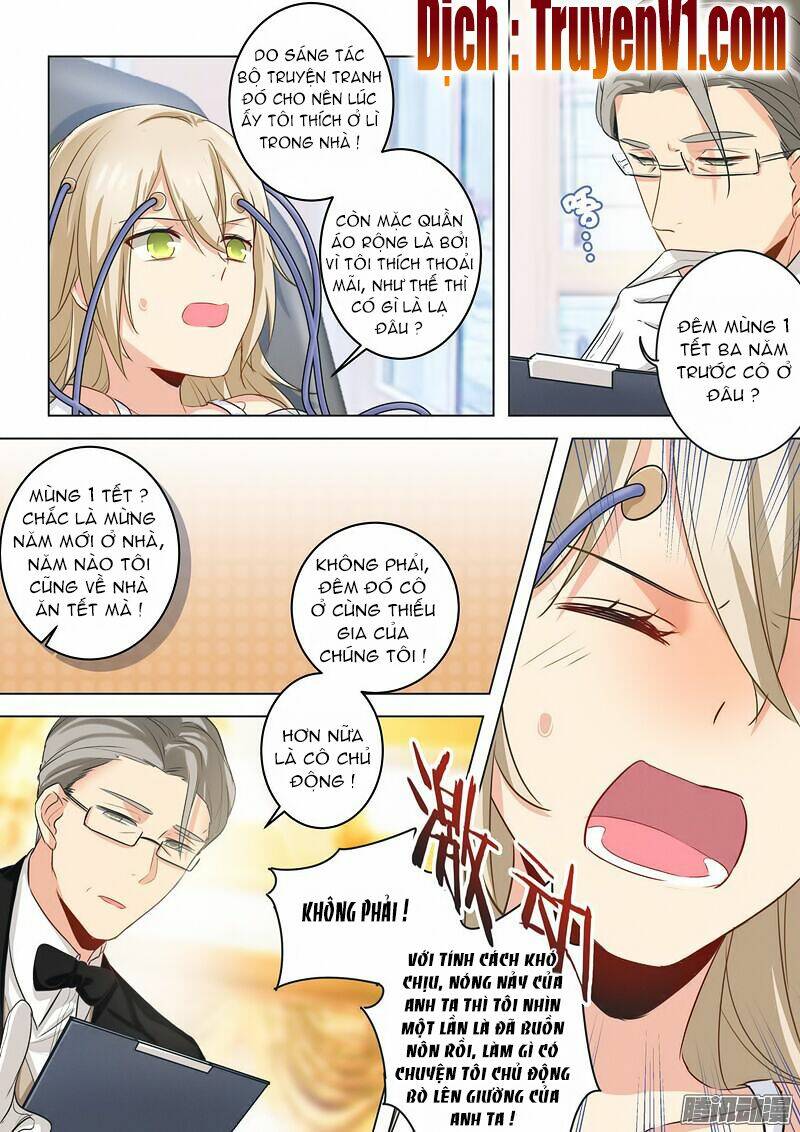 Dịch : TruyenV1.com
DO SÁNG TÁC
BỘ TRUYỆN TRANH
ĐÓ CHO NÊN LÚC
ẤY TÔI THÍCH Ở LÌ
TRONG NHÀ !
CÒN MẶC QUẦN
ÁO RỘNG LÀ BỞI
VÌ TÔI THÍCH THOẢI
MÃI, NHƯ THẾ THÌ
CÓ GÌ LÀ LẠ
ĐÂU ?
ĐÊM MÙNG 1
TẾT BA NĂM
TRƯỚC CÔ Ở
ĐÂU ?
MÙNG 1 TẾT ?
CHẮC LÀ MỪNG
NĂM MỚI Ở NHÀ,
NĂM NÀO TÔI
CŨNG VỀ NHÀ
ĂN TẾT MÀ !
KHÔNG PHẢI,
ĐÊM ĐÓ CÔ
Ở CÙNG THIẾU
GIA CỦA
CHÚNG TÔI !
HƠN NỮA
LÀ CÔ CHỦ
ĐỘNG !
激动
KHÔNG PHẢI !
VỚI TÍNH CÁCH KHÓ
CHỊU, NÓNG NẢY CỦA
ANH TA THÌ TÔI NHÌN
MỘT LẦN LÀ ĐÃ BUỒN
NÔN RỒI, LÀM GÌ CÓ
CHUYỆN TÔI CHỦ ĐỘNG
BÒ LÊN GIƯỜNG CỦA
ANH TA !
腾讯动漫